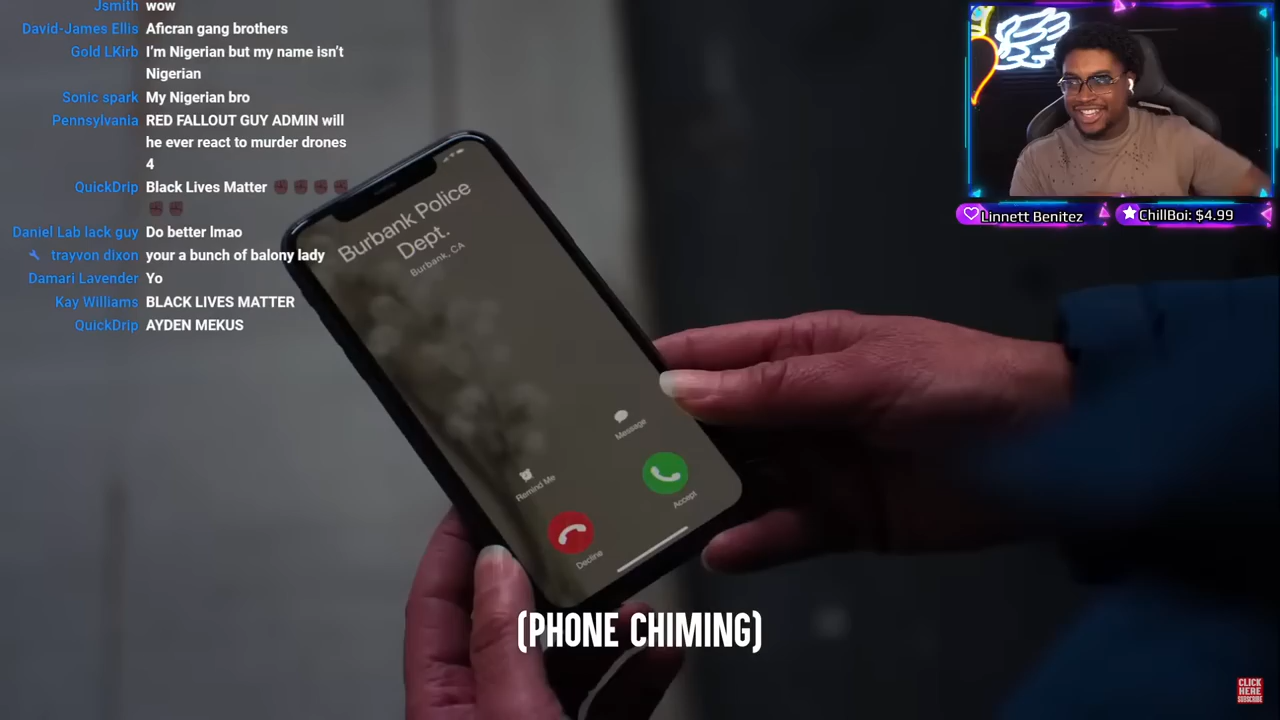 Jsmith wow
David-James Ellis Aficran gang brothers
Gold LKirb I’m Nigerian but my name isn’t
Nigerian
Sonic spark My Nigerian bro
Pennsylvania RED FALLOUT GUY ADMIN will
he ever react to murder drones
4
QuickDrip Black Lives Matter ✊🏿✊🏿✊🏿✊🏿
✊🏿✊🏿
Daniel Lab lack guy Do better lmao
trayvon dixon your a bunch of balony lady
Damari Lavender Yo
Kay Williams BLACK LIVES MATTER
QuickDrip AYDEN MEKUS
Linnett Benitez
ChillBoi: $4.99
Burbank Police
Dept.
Burbank, CA
Message
Remind Me
Accept
Decline
(PHONE CHIMING)
CLICK
HERE
SUBSCRIBE